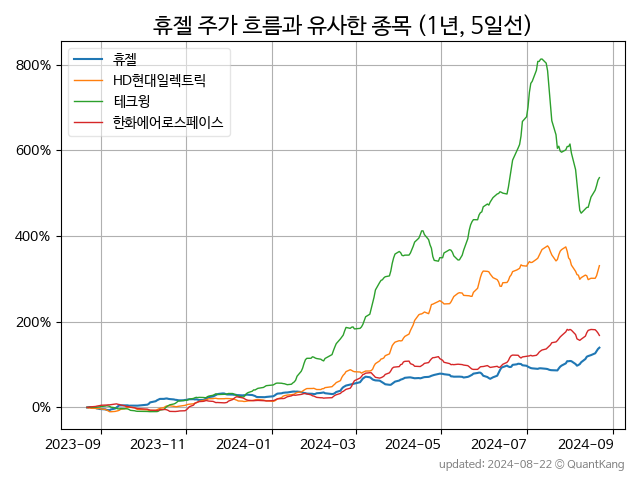 휴젤 주가 흐름과 유사한 종목 (1년, 5일선)
휴젤
HD현대일렉트릭
테크윙
한화에어로스페이스
800%
600%
400%
200%
0%
2023-09 2023-11 2024-01 2024-03 2024-05 2024-07 2024-09
updated: 2024-08-22 © QuantKang